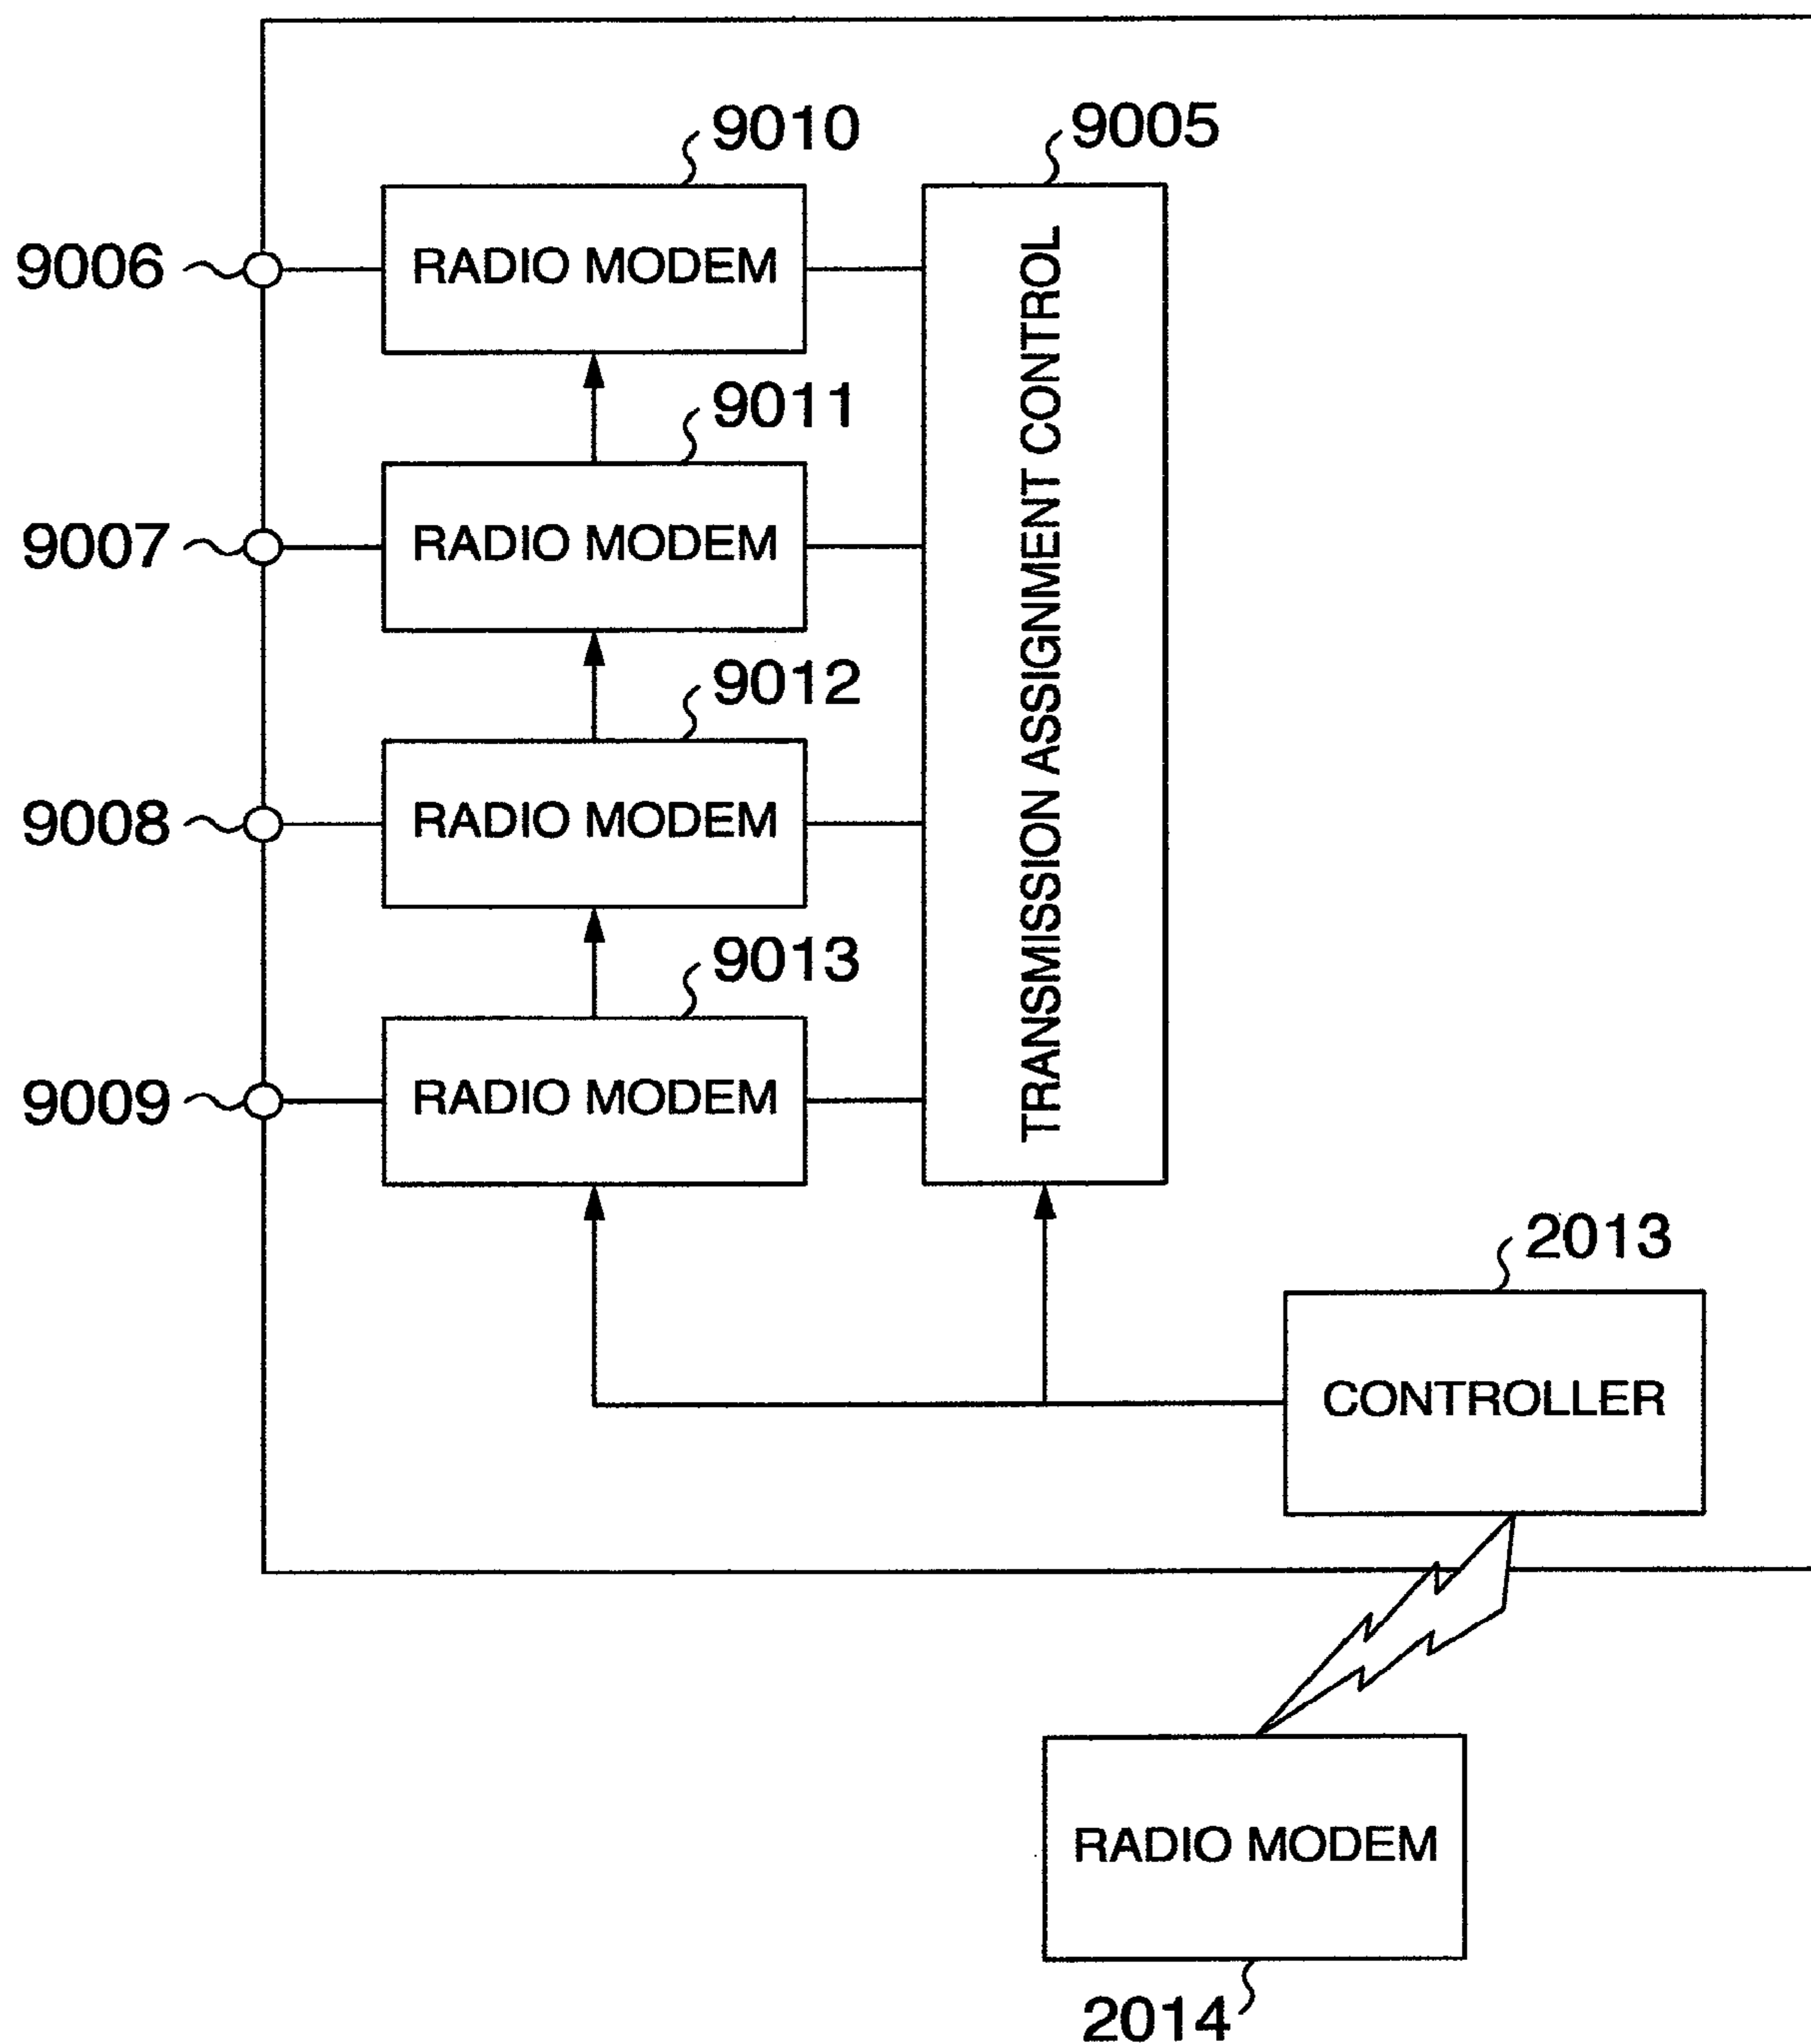 9010
9005
9006
RADIO MODEM
TRANSMISSION ASSIGNMENT CONTROL
9011
9007
RADIO MODEM
9012
9008
RADIO MODEM
9013
9009
RADIO MODEM
2013
CONTROLLER
RADIO MODEM
2014